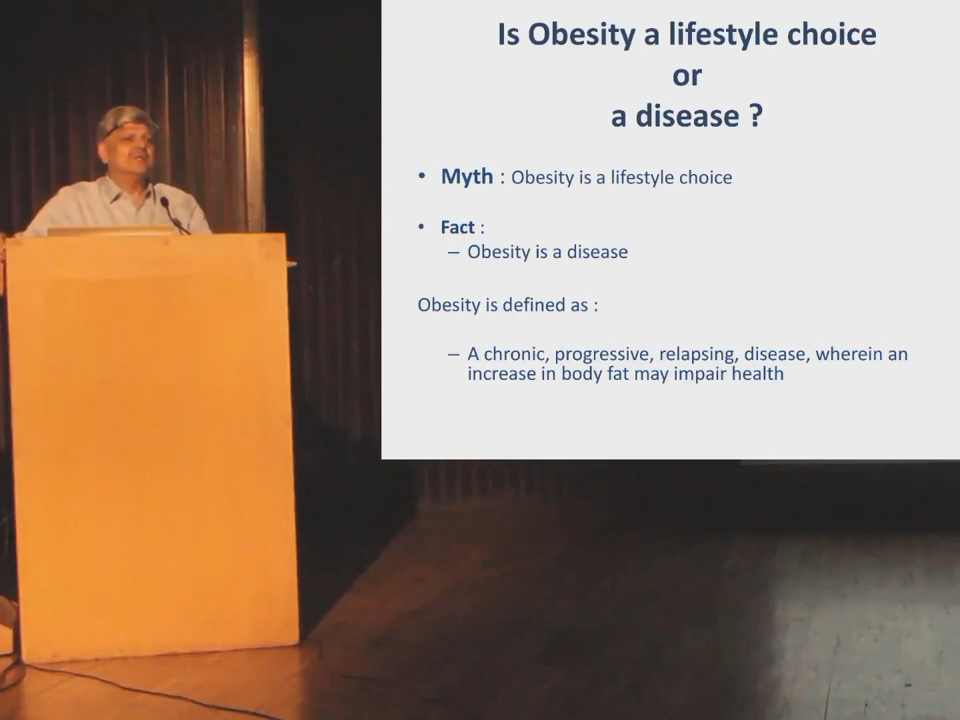 Is Obesity a lifestyle choice
or
a disease ?
• Myth : Obesity is a lifestyle choice
• Fact :
– Obesity is a disease
Obesity is defined as :
– A chronic, progressive, relapsing, disease, wherein an
increase in body fat may impair health